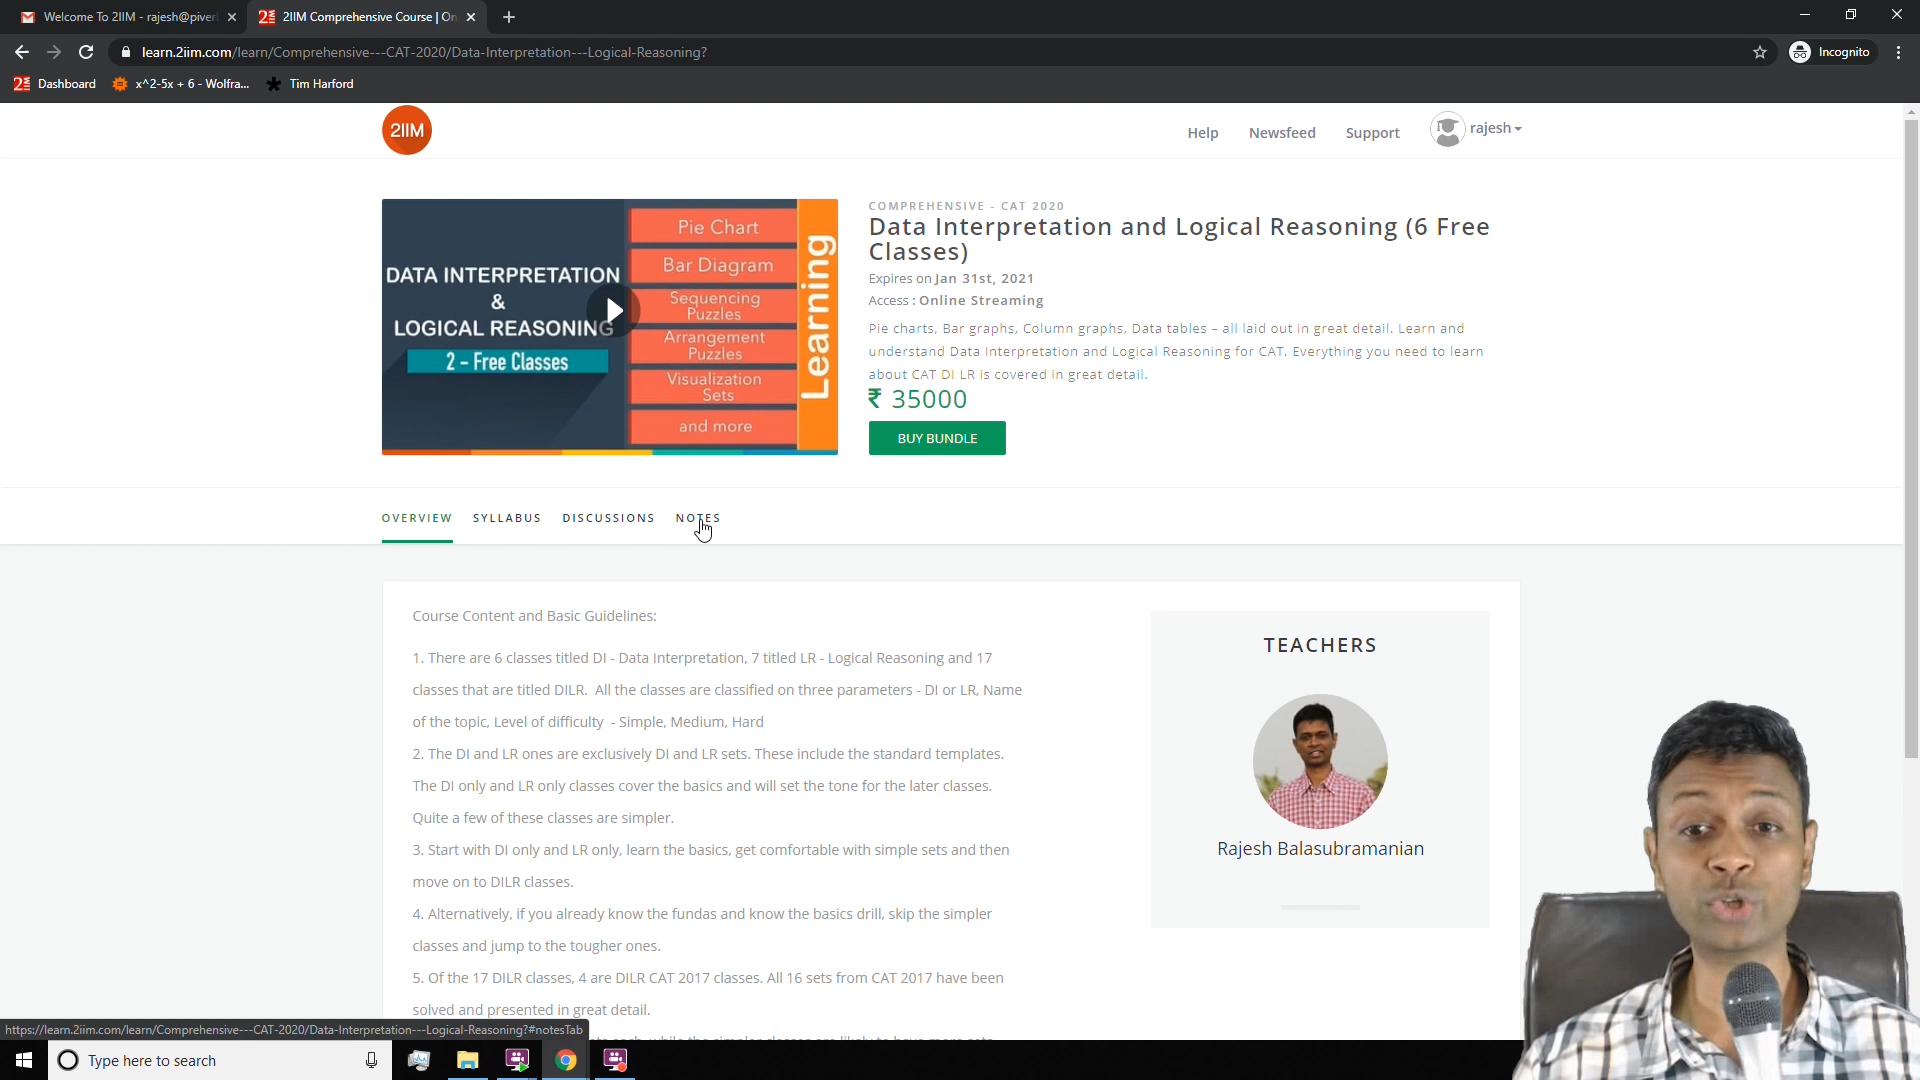 Welcome To 2IIM - rajesh@piver
2IIM Comprehensive Course | On
learn.2iim.com/learn/Comprehensive---CAT-2020/Data-Interpretation---Logical-Reasoning?
Incognito
Dashboard
x^2-5x + 6 - Wolfra...
Tim Harford
2IIM
Help
Newsfeed
Support
rajesh
DATA INTERPRETATION
&
LOGICAL REASONING
2 - Free Classes
Pie Chart
Bar Diagram
Sequencing
Puzzles
Arrangement
Puzzles
Visualization
Sets
and more
Learning
COMPREHENSIVE - CAT 2020
Data Interpretation and Logical Reasoning (6 Free
Classes)
Expires on Jan 31st, 2021
Access : Online Streaming
Pie charts, Bar graphs, Column graphs, Data tables – all laid out in great detail. Learn and
understand Data Interpretation and Logical Reasoning for CAT. Everything you need to learn
about CAT DI LR is covered in great detail.
₹ 35000
BUY BUNDLE
OVERVIEW
SYLLABUS
DISCUSSIONS
NOTES
Course Content and Basic Guidelines:
1. There are 6 classes titled DI - Data Interpretation, 7 titled LR - Logical Reasoning and 17
classes that are titled DILR. All the classes are classified on three parameters - DI or LR, Name
of the topic, Level of difficulty - Simple, Medium, Hard
2. The DI and LR ones are exclusively DI and LR sets. These include the standard templates.
The DI only and LR only classes cover the basics and will set the tone for the later classes.
Quite a few of these classes are simpler.
3. Start with DI only and LR only, learn the basics, get comfortable with simple sets and then
move on to DILR classes.
4. Alternatively, if you already know the fundas and know the basics drill, skip the simpler
classes and jump to the tougher ones.
5. Of the 17 DILR classes, 4 are DILR CAT 2017 classes. All 16 sets from CAT 2017 have been
solved and presented in great detail.
TEACHERS
Rajesh Balasubramanian
https://learn.2iim.com/learn/Comprehensive---CAT-2020/Data-Interpretation---Logical-Reasoning?#notesTab
Type here to search